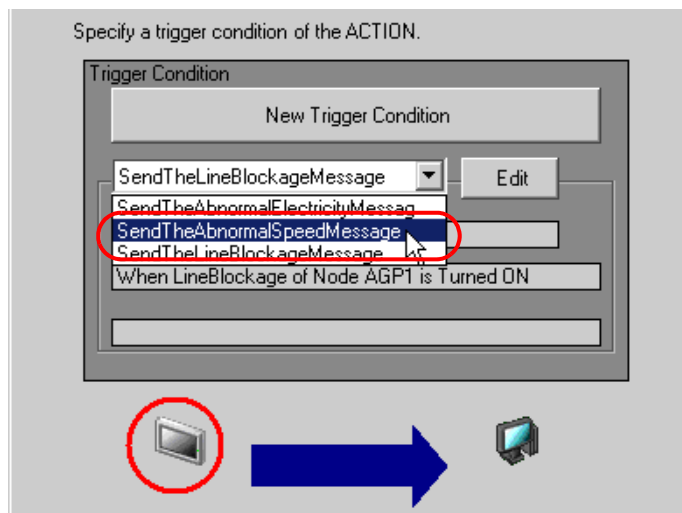 Specify a trigger condition of the ACTION.
Trigger Condition
New Trigger Condition
SendTheLineBlockageMessage
Edit
SendTheAbnormalElectricityMessag
SendTheAbnormalSpeedMessage
SendTheLineBlockageMessage
When LineBlockage of Node AGP1 is Turned ON